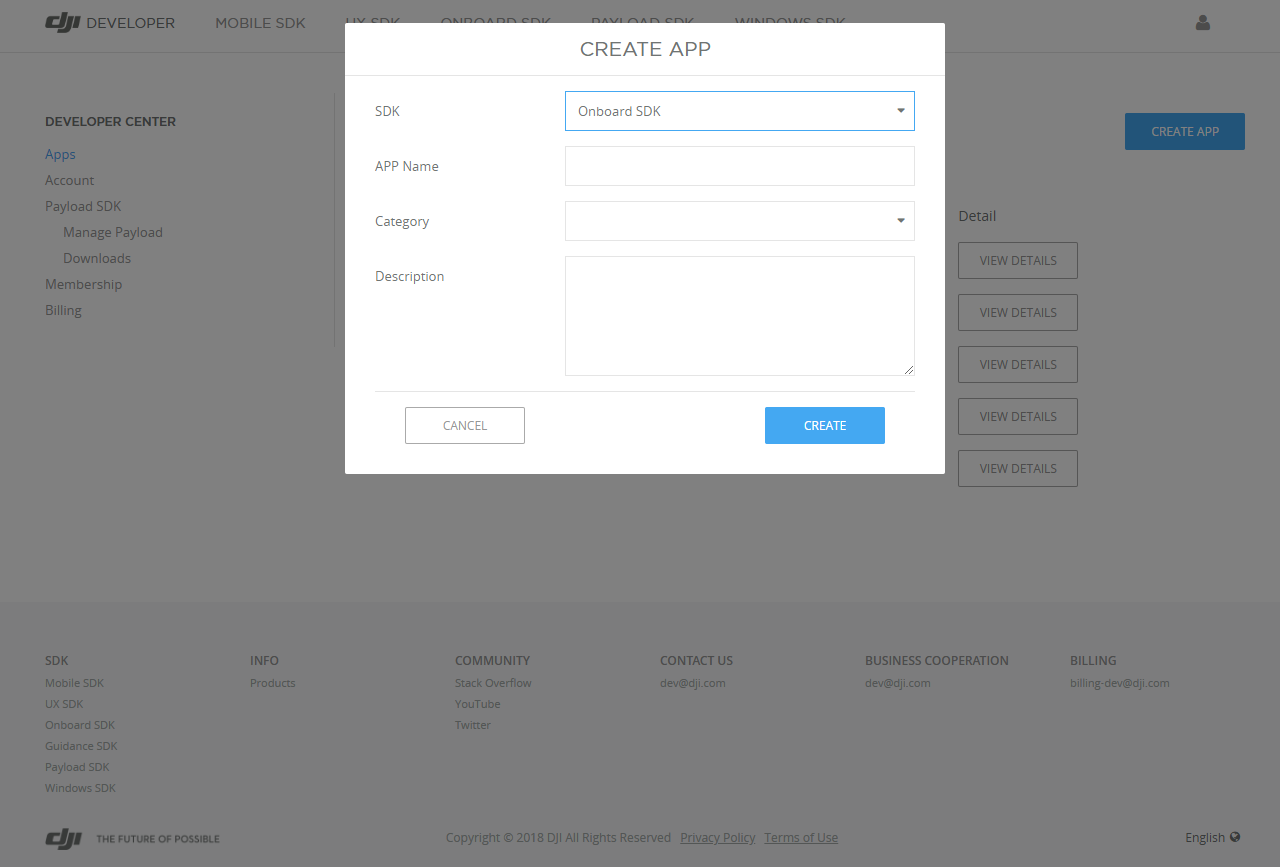 dji DEVELOPER MOBILE SDK UX SDK ONBOARD SDK PAYLOAD SDK WINDOWS SDK
CREATE APP
SDK Onboard SDK
APP Name
Category
Description
CANCEL CREATE
DEVELOPER CENTER
Apps
Account
Payload SDK
Manage Payload
Downloads
Membership
Billing
CREATE APP
Detail
VIEW DETAILS
VIEW DETAILS
VIEW DETAILS
VIEW DETAILS
VIEW DETAILS
SDK
Mobile SDK
UX SDK
Onboard SDK
Guidance SDK
Payload SDK
Windows SDK
INFO
Products
COMMUNITY
Stack Overflow
YouTube
Twitter
CONTACT US
dev@dji.com
BUSINESS COOPERATION
dev@dji.com
BILLING
billing-dev@dji.com
dji THE FUTURE OF POSSIBLE
Copyright © 2018 DJI All Rights Reserved Privacy Policy Terms of Use
English